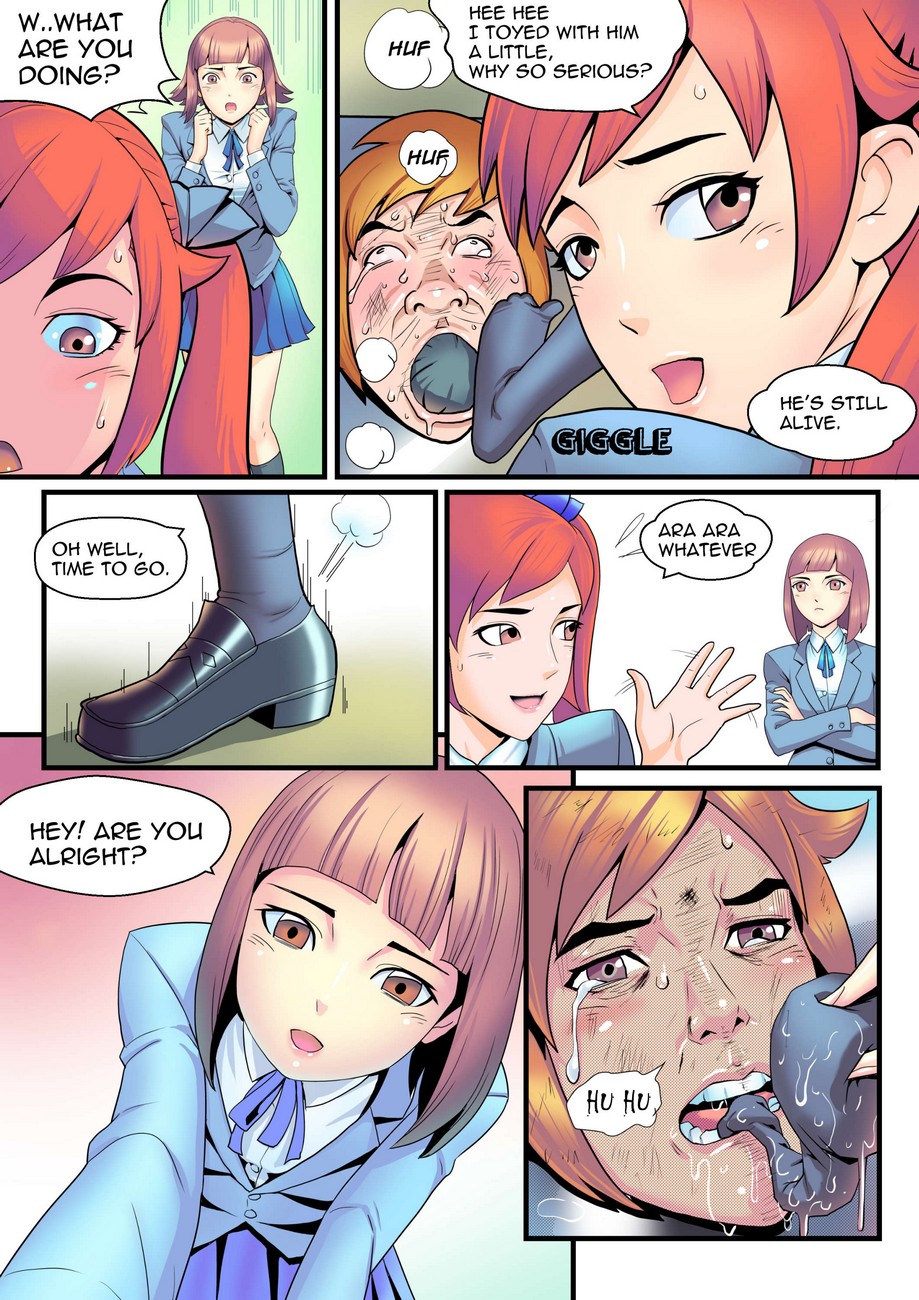 W..WHAT
ARE YOU
DOING?
HUF
HUF
HEE HEE
I TOYED WITH HIM
A LITTLE,
WHY SO SERIOUS?
GIGGLE
HE'S STILL
ALIVE.
OH WELL,
TIME TO GO.
ARA ARA
WHATEVER
HEY! ARE YOU
ALRIGHT?
HU HU